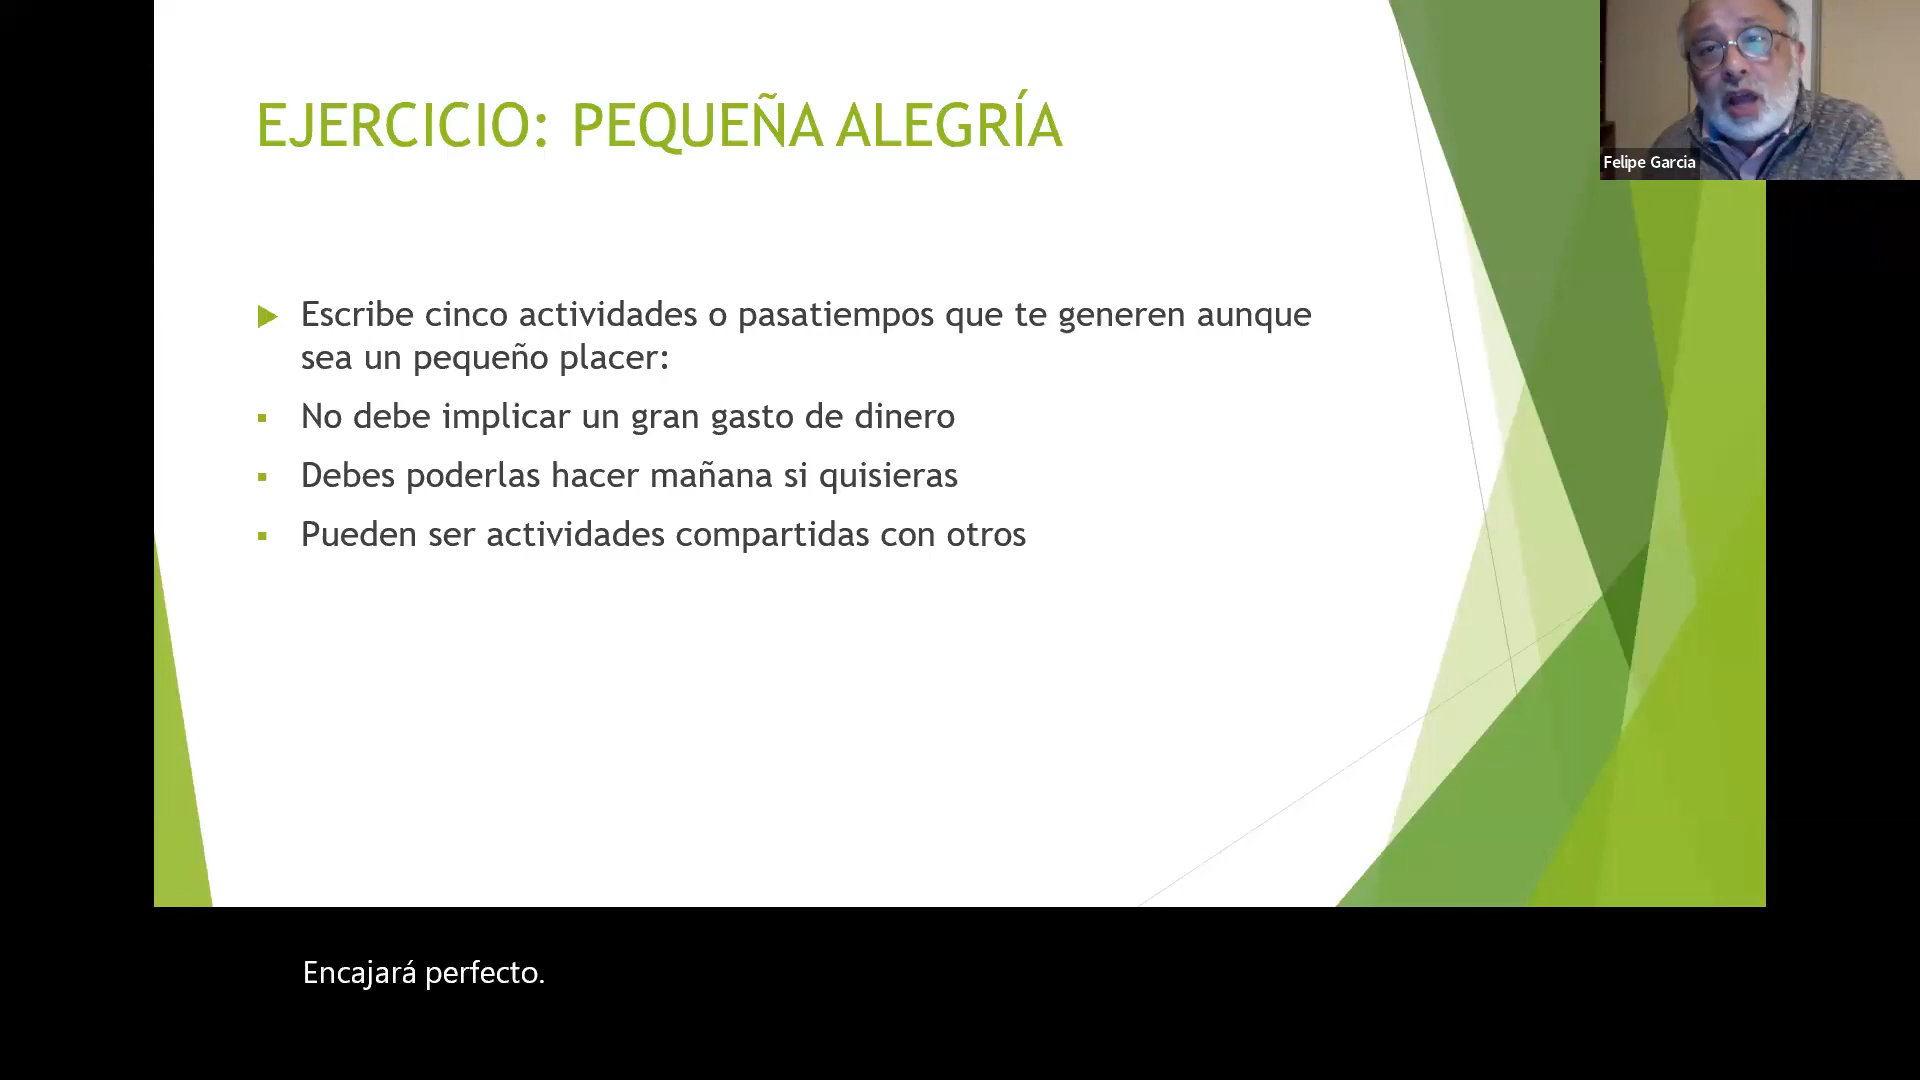 EJERCICIO: PEQUEÑA ALEGRÍA
Felipe Garcia
Escribe cinco actividades o pasatiempos que te generen aunque
sea un pequeño placer:
No debe implicar un gran gasto de dinero
Debes poderlas hacer mañana si quisieras
Pueden ser actividades compartidas con otros
Encajará perfecto.